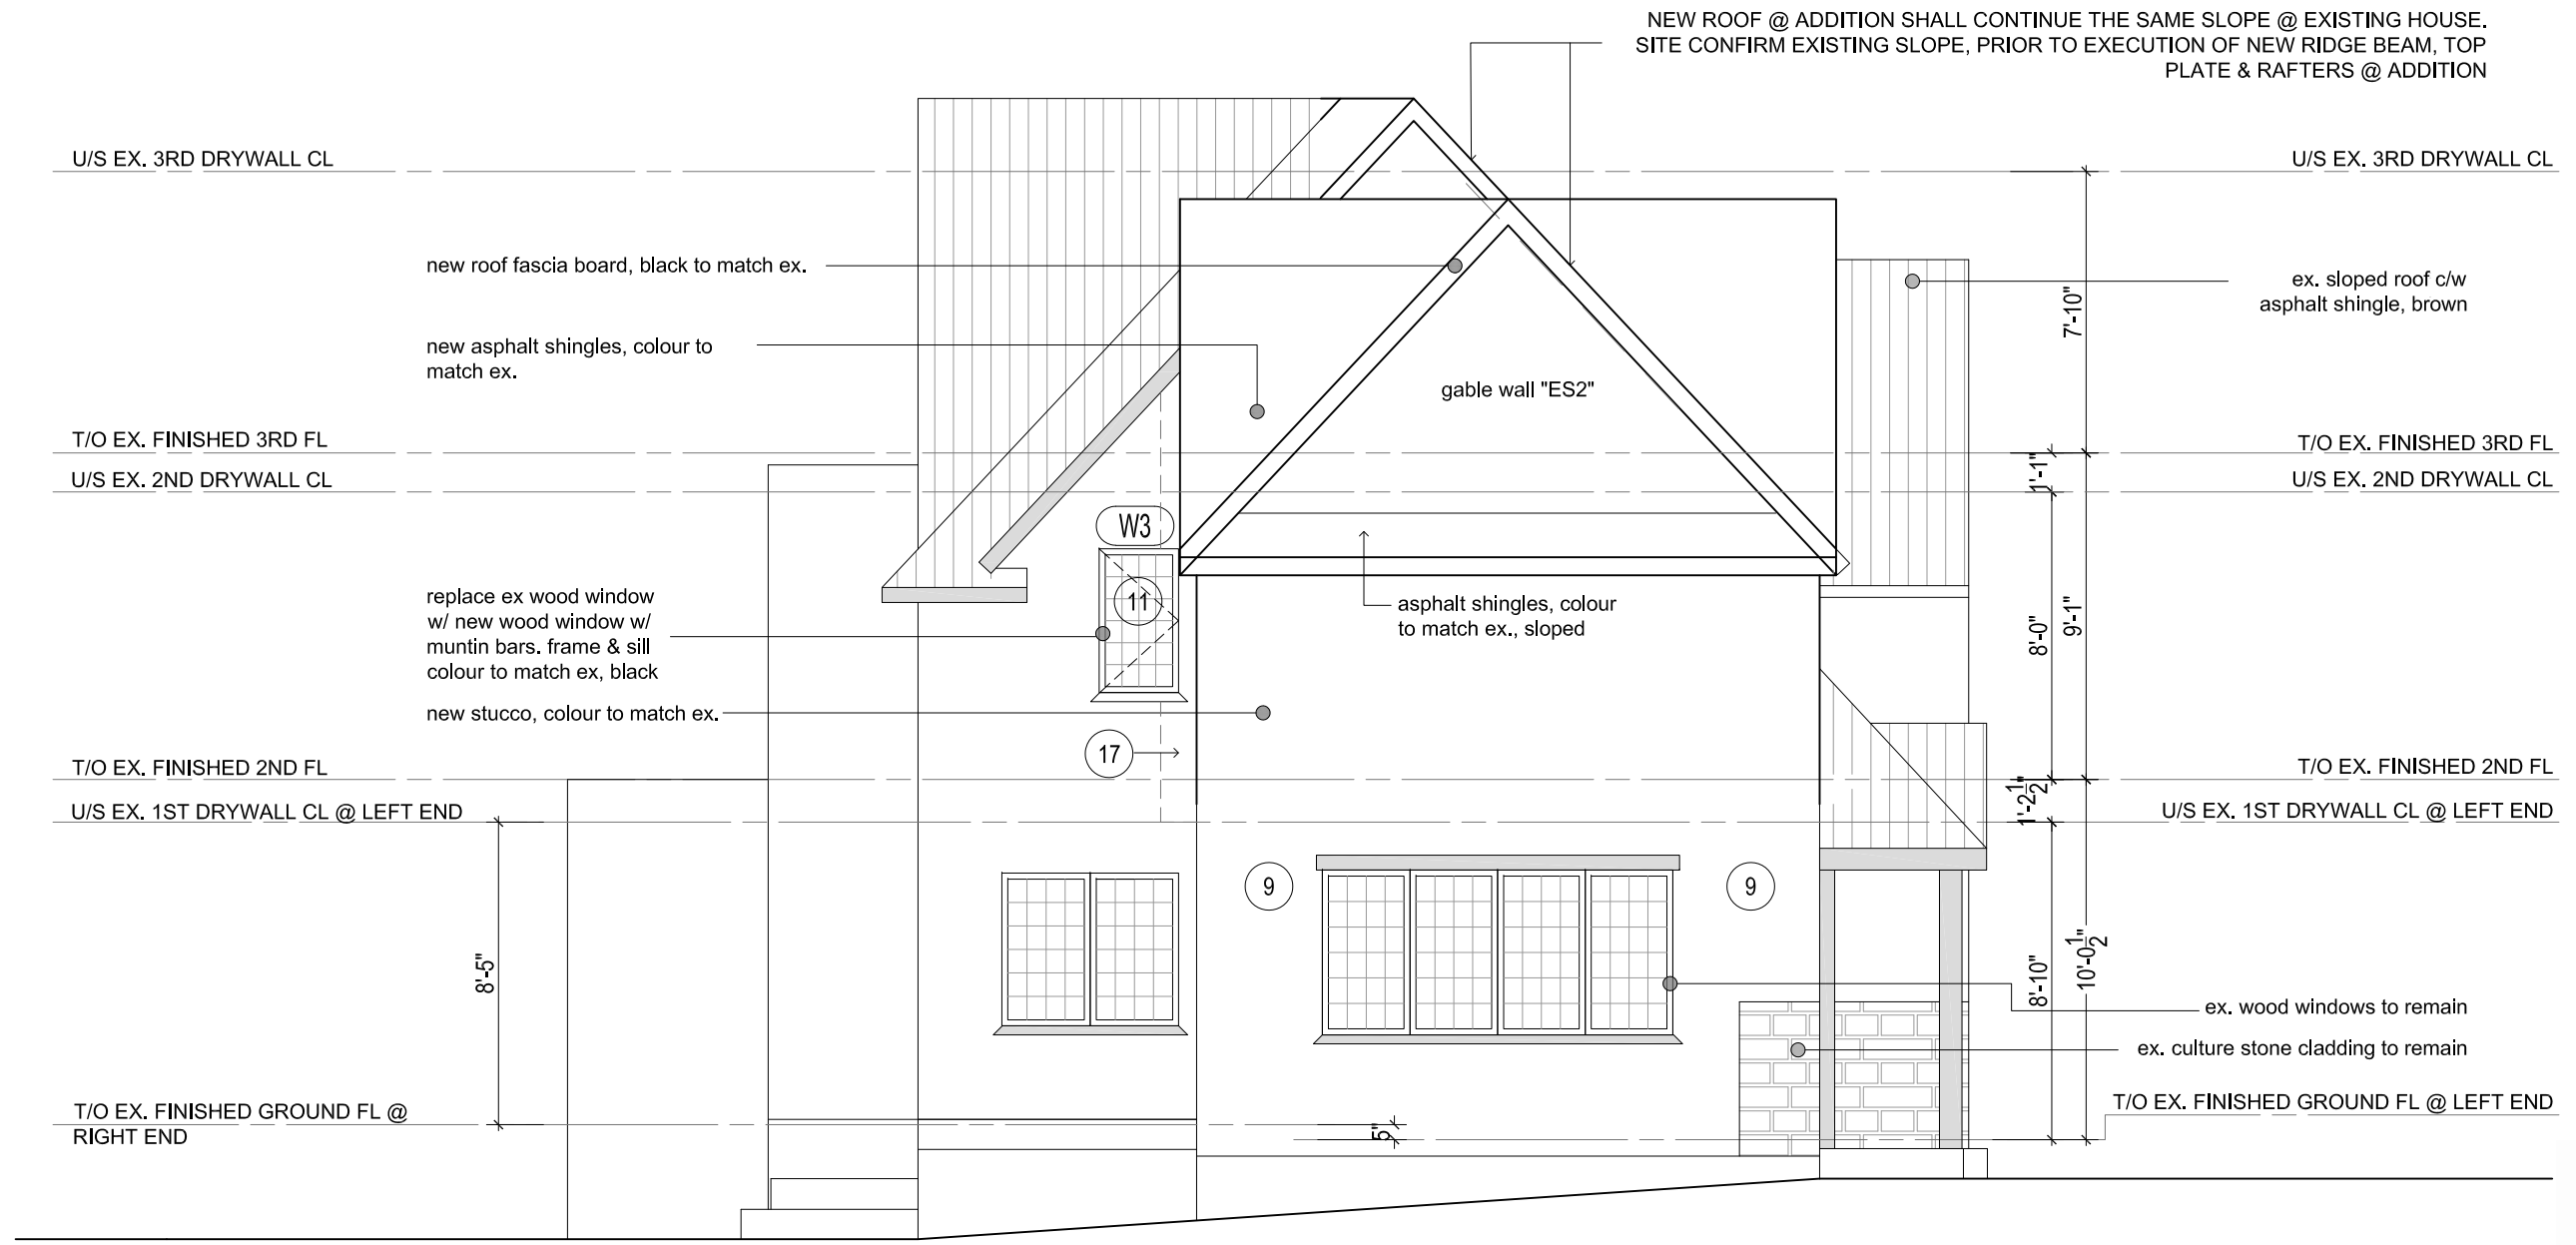 NEW ROOF @ ADDITION SHALL CONTINUE THE SAME SLOPE @ EXISTING HOUSE.
SITE CONFIRM EXISTING SLOPE, PRIOR TO EXECUTION OF NEW RIDGE BEAM, TOP
PLATE & RAFTERS @ ADDITION
U/S EX. 3RD DRYWALL CL
U/S EX. 3RD DRYWALL CL
new roof fascia board, black to match ex.
ex. sloped roof c/w
asphalt shingle, brown
7'-10"
new asphalt shingles, colour to
match ex.
gable wall "ES2"
T/O EX. FINISHED 3RD FL
T/O EX. FINISHED 3RD FL
1'-1"
U/S EX. 2ND DRYWALL CL
U/S EX. 2ND DRYWALL CL
W3
11
replace ex wood window
w/ new wood window w/
muntin bars. frame & sill
colour to match ex, black
asphalt shingles, colour
to match ex., sloped
8'-0"
9'-1"
new stucco, colour to match ex.
17
T/O EX. FINISHED 2ND FL
T/O EX. FINISHED 2ND FL
1'-2 1/2"
U/S EX. 1ST DRYWALL CL @ LEFT END
U/S EX. 1ST DRYWALL CL @ LEFT END
9
9
8'-5"
8'-10"
10'-0 1/2"
ex. wood windows to remain
ex. culture stone cladding to remain
T/O EX. FINISHED GROUND FL @
RIGHT END
5"
T/O EX. FINISHED GROUND FL @ LEFT END